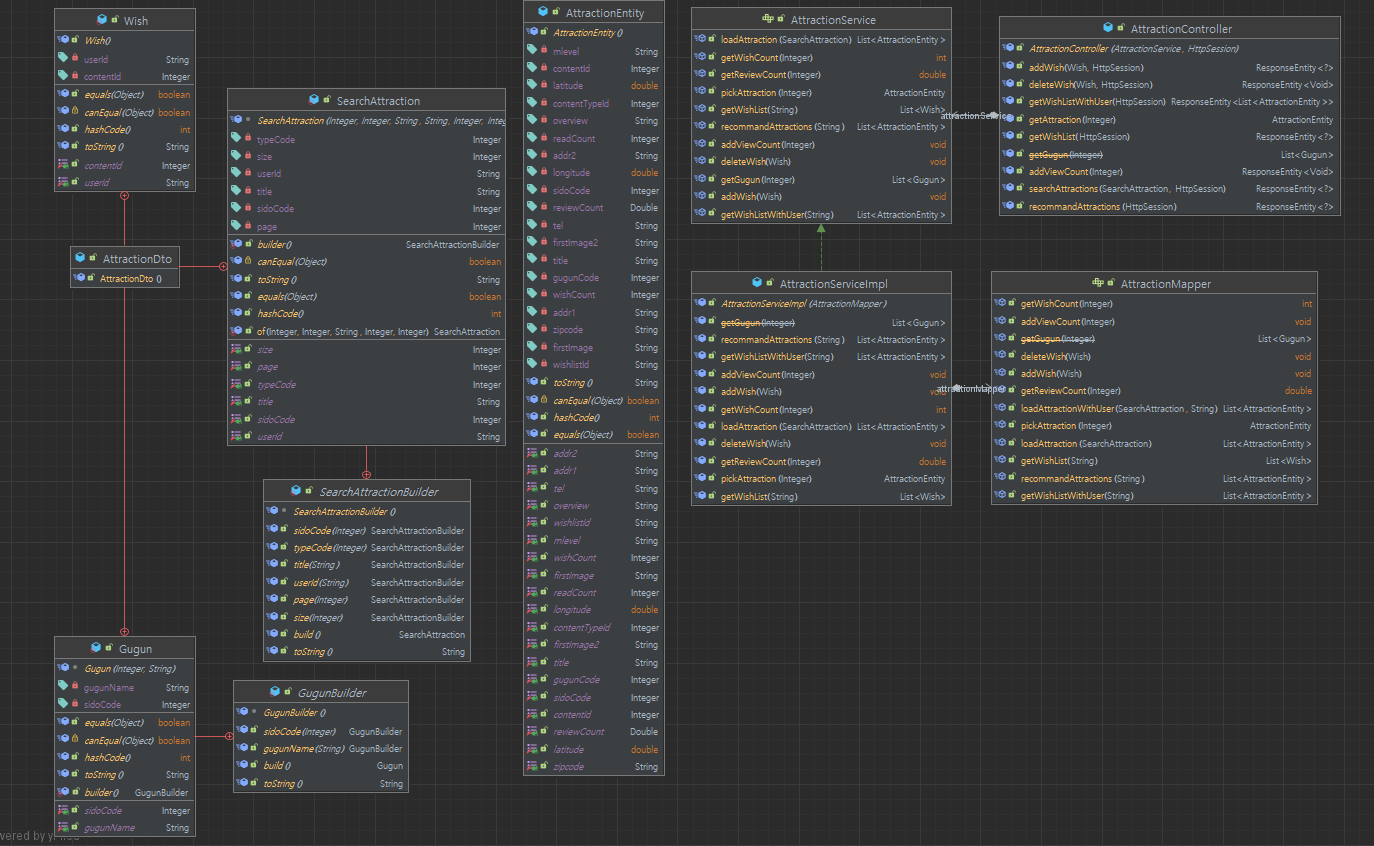 Wish
Wish()
userId String
contentId Integer
equals(Object) boolean
canEqual(Object) boolean
hashCode() int
toString () String
contentId Integer
userId String
AttractionDto
AttractionDto ()
SearchAttraction
SearchAttraction (Integer, Integer, String , String, Integer, Integ
typeCode Integer
size Integer
userId String
title String
sidoCode Integer
page Integer
builder() SearchAttractionBuilder
canEqual(Object) boolean
toString () String
equals(Object) boolean
hashCode() int
of(Integer, Integer, String , Integer, Integer) SearchAttraction
size Integer
page Integer
typeCode Integer
title String
sidoCode Integer
userId String
SearchAttractionBuilder
SearchAttractionBuilder ()
sidoCode(Integer) SearchAttractionBuilder
typeCode(Integer) SearchAttractionBuilder
title(String ) SearchAttractionBuilder
userId(String) SearchAttractionBuilder
page(Integer) SearchAttractionBuilder
size(Integer) SearchAttractionBuilder
build () SearchAttraction
toString () String
Gugun
Gugun (Integer, String)
gugunName String
sidoCode Integer
equals(Object) boolean
canEqual(Object) boolean
hashCode() int
toString () String
builder() GugunBuilder
sidoCode Integer
gugunName String
GugunBuilder
GugunBuilder ()
sidoCode(Integer) GugunBuilder
gugunName(String) GugunBuilder
build () Gugun
toString () String
AttractionEntity
AttractionEntity ()
mlevel String
contentId Integer
latitude double
contentTypeId Integer
overview String
readCount Integer
addr2 String
longitude double
sidoCode Integer
reviewCount Double
tel String
firstImage2 String
title String
gugunCode Integer
wishCount Integer
addr1 String
zipcode String
firstImage String
wishlistId String
toString () String
canEqual(Object) boolean
hashCode() int
equals(Object) boolean
addr2 String
addr1 String
tel String
overview String
wishlistId String
mlevel String
wishCount Integer
firstImage String
readCount Integer
longitude double
contentTypeId Integer
firstImage2 String
title String
gugunCode Integer
sidoCode Integer
contentId Integer
reviewCount Double
latitude double
zipcode String
AttractionService
loadAttraction (SearchAttraction) List<AttractionEntity >
getWishCount(Integer) int
getReviewCount(Integer) double
pickAttraction (Integer) AttractionEntity
getWishList(String) List <Wish>
recommandAttractions (String ) List<AttractionEntity >
addViewCount(Integer) void
deleteWish(Wish) void
getGugun(Integer) List <Gugun>
addWish(Wish) void
getWishListWithUser(String) List<AttractionEntity >
attractionService
AttractionController
AttractionController (AttractionService , HttpSession)
addWish(Wish, HttpSession) ResponseEntity <?>
deleteWish(Wish, HttpSession) ResponseEntity <Void>
getWishListWithUser(HttpSession) ResponseEntity <List <AttractionEntity >>
getAttraction(Integer) AttractionEntity
getWishList(HttpSession) ResponseEntity <?>
getGugun(Integer) List <Gugun>
addViewCount(Integer) ResponseEntity <Void>
searchAttractions (SearchAttraction , HttpSession) ResponseEntity <?>
recommandAttractions (HttpSession) ResponseEntity <?>
AttractionServiceImpl
AttractionServiceImpl (AttractionMapper)
getGugun(Integer) List <Gugun>
recommandAttractions (String ) List<AttractionEntity >
getWishListWithUser(String) List<AttractionEntity >
addViewCount(Integer) void
addWish(Wish) void
getWishCount(Integer) int
loadAttraction (SearchAttraction) List<AttractionEntity >
deleteWish(Wish) void
getReviewCount(Integer) double
pickAttraction (Integer) AttractionEntity
getWishList(String) List <Wish>
attractionMapper
AttractionMapper
getWishCount(Integer) int
addViewCount(Integer) void
getGugun(Integer) List <Gugun>
deleteWish(Wish) void
addWish(Wish) void
getReviewCount(Integer) double
loadAttractionWithUser(SearchAttraction , String) List<AttractionEntity >
pickAttraction (Integer) AttractionEntity
loadAttraction (SearchAttraction) List<AttractionEntity >
getWishList(String) List <Wish>
recommandAttractions (String ) List<AttractionEntity >
getWishListWithUser(String) List<AttractionEntity >
wered by